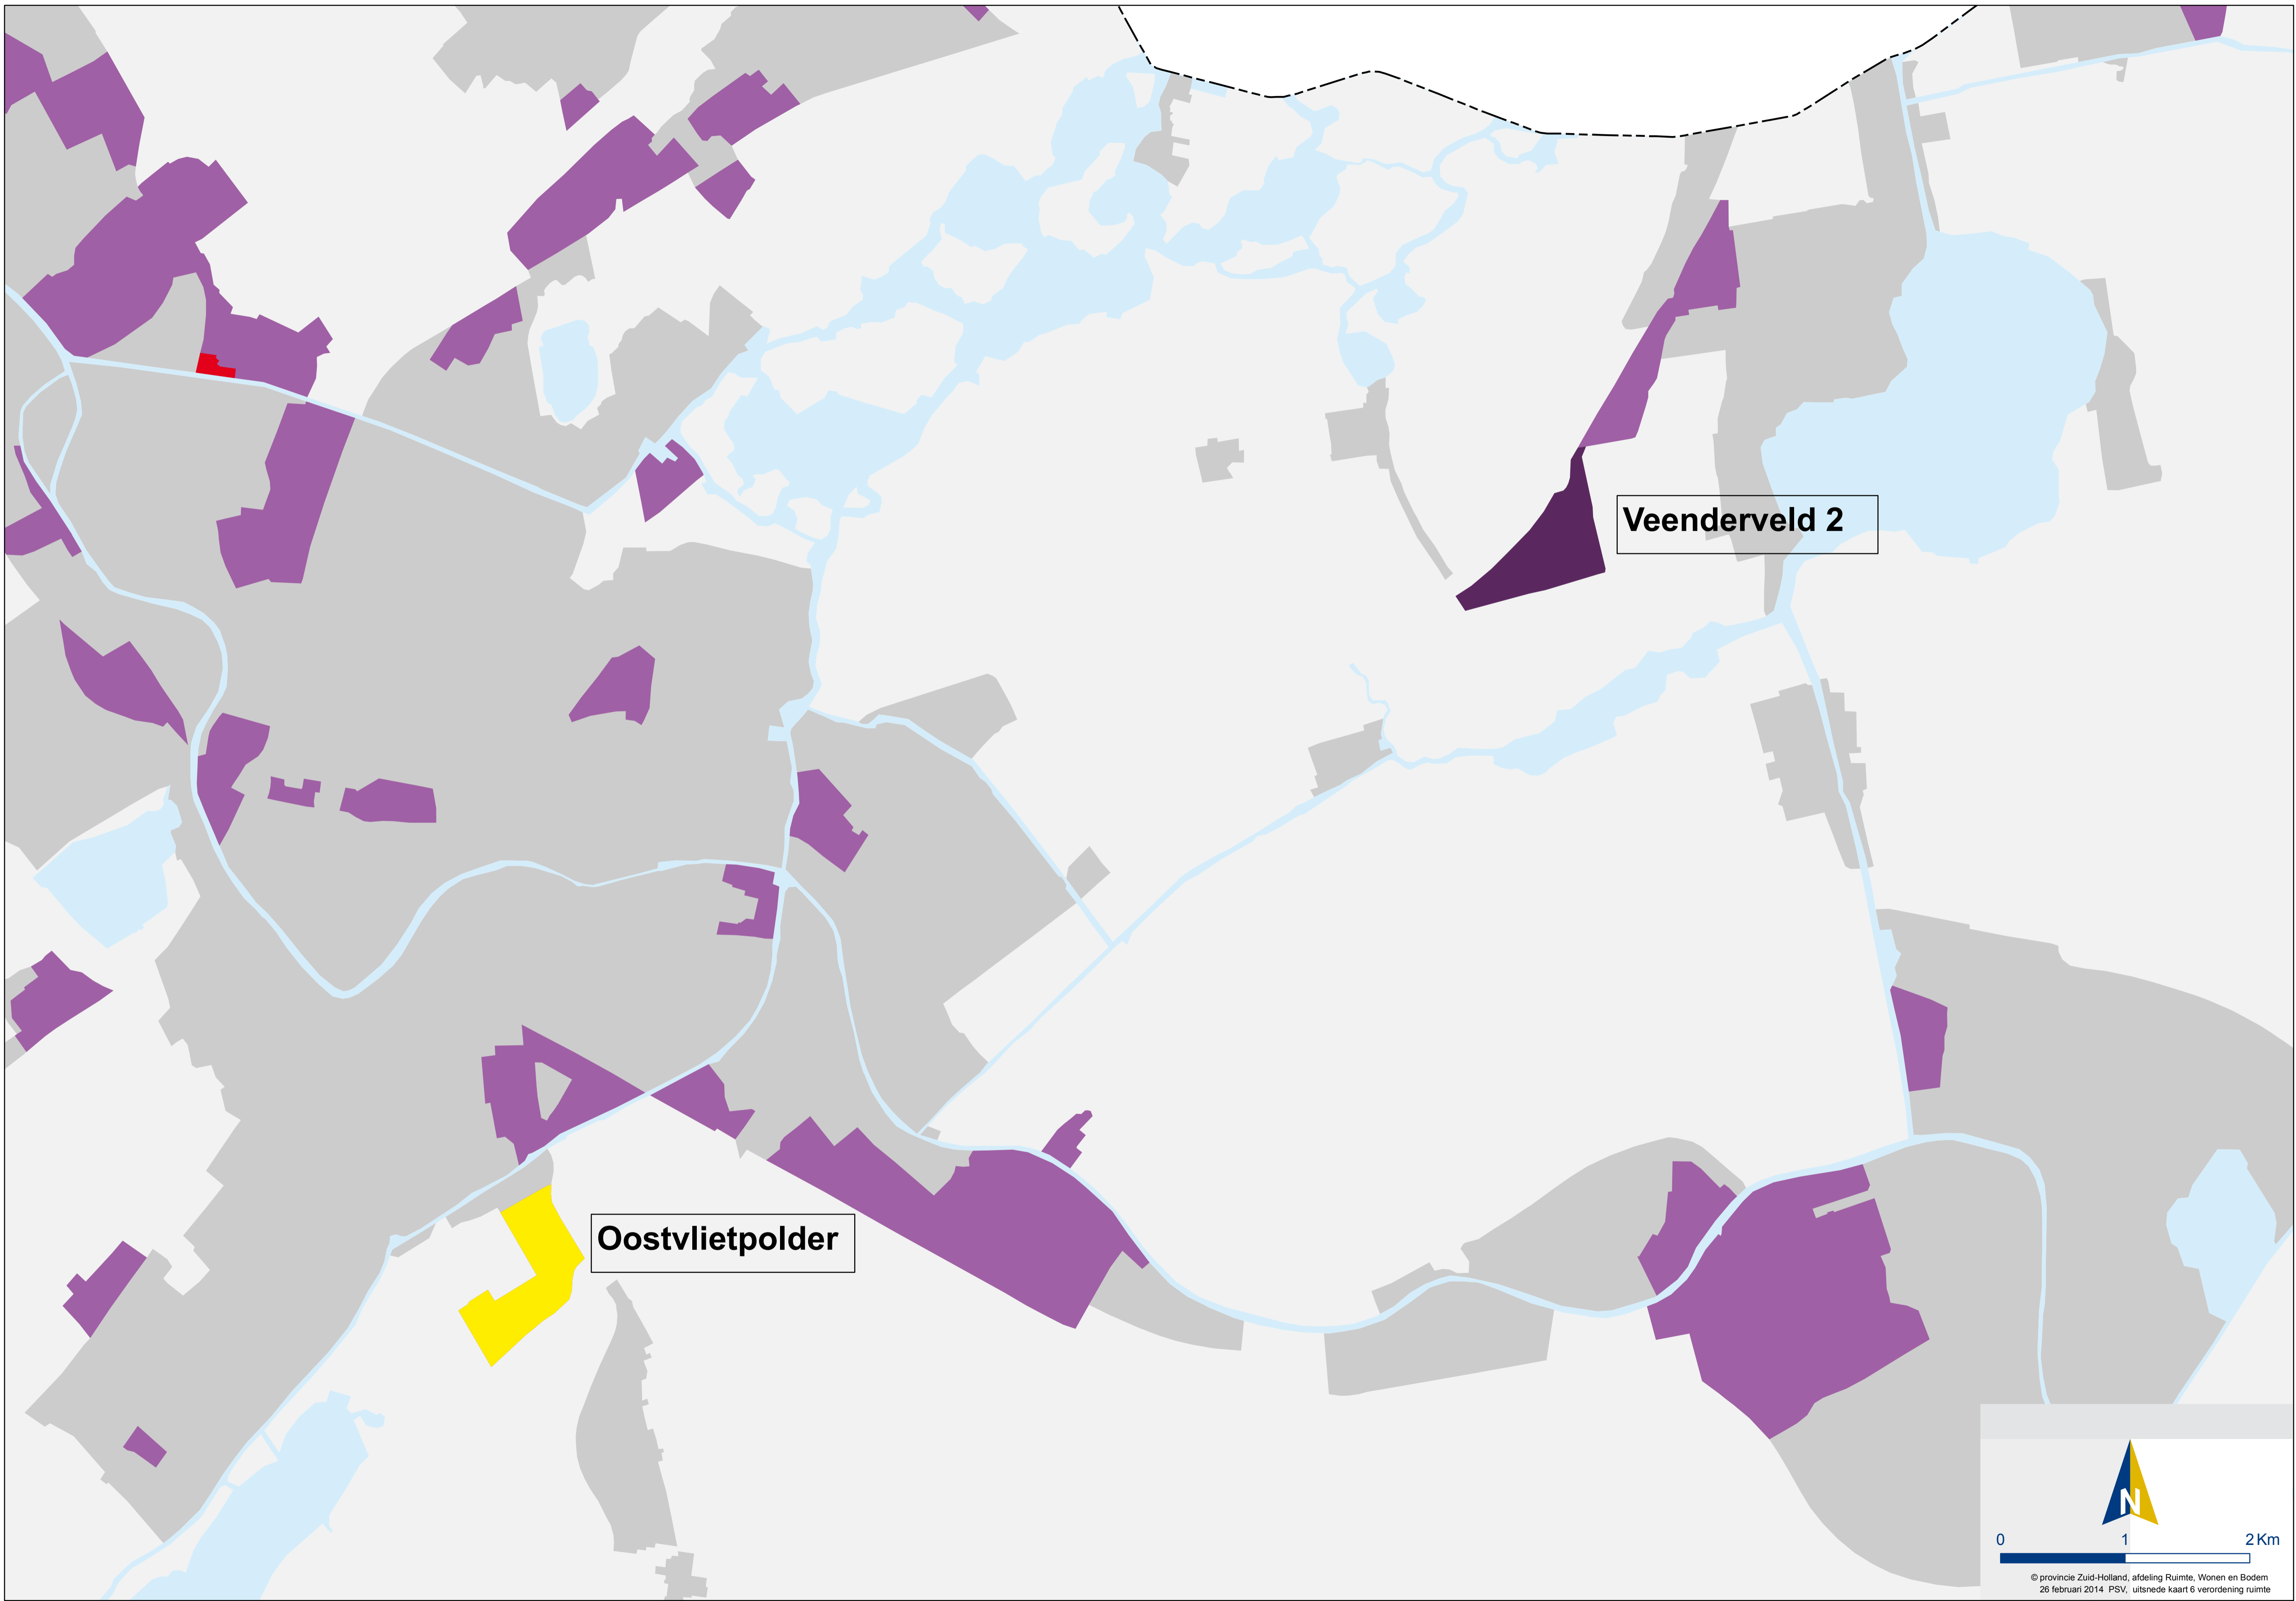 Veenderveld 2
Oostvlietpolder
N
0 1 2 Km
© provincie Zuid-Holland, afdeling Ruimte, Wonen en Bodem
26 februari 2014 PSV, uitsnede kaart 6 verordening ruimte